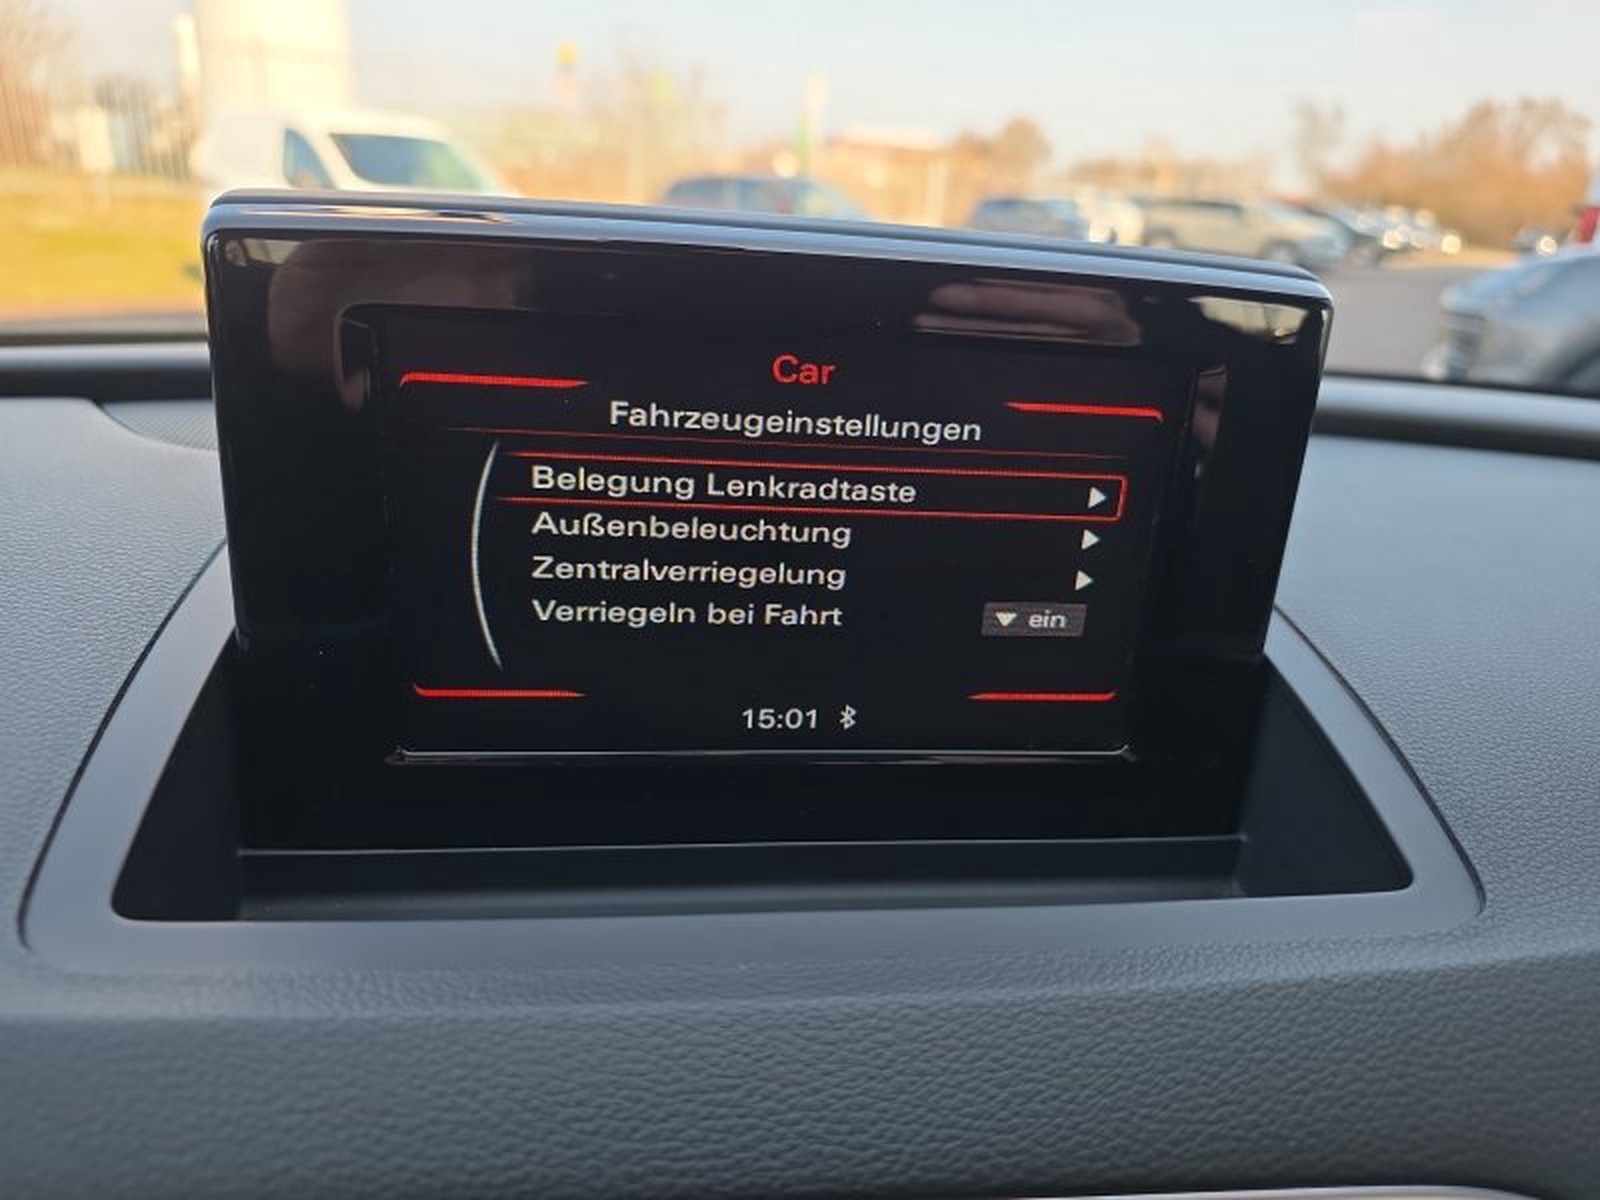 Car
Fahrzeugeinstellungen
Belegung Lenkradtaste
Außenbeleuchtung
Zentralverriegelung
Verriegeln bei Fahrt ein
15:01